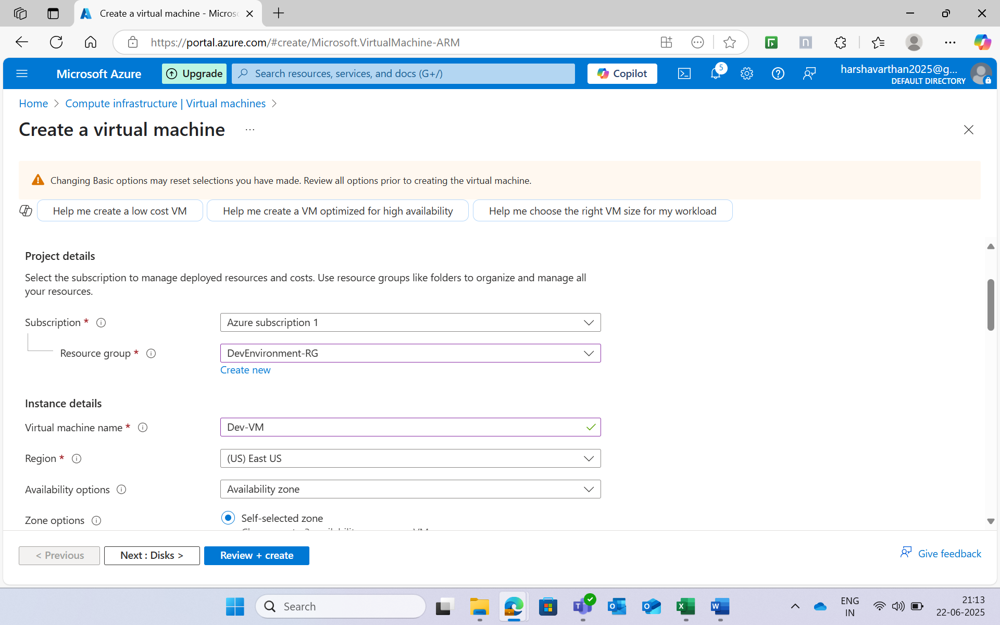 Create a virtual machine - Micros
https://portal.azure.com/#create/Microsoft.VirtualMachine-ARM
Microsoft Azure
Upgrade
Search resources, services, and docs (G+/)
Copilot
5
harshavarthan2025@g...
DEFAULT DIRECTORY
Home > Compute infrastructure | Virtual machines >
Create a virtual machine ...
Changing Basic options may reset selections you have made. Review all options prior to creating the virtual machine.
Help me create a low cost VM
Help me create a VM optimized for high availability
Help me choose the right VM size for my workload
Project details
Select the subscription to manage deployed resources and costs. Use resource groups like folders to organize and manage all
your resources.
Subscription *
Azure subscription 1
Resource group *
DevEnvironment-RG
Create new
Instance details
Virtual machine name *
Dev-VM
Region *
(US) East US
Availability options
Availability zone
Zone options
Self-selected zone
< Previous
Next : Disks >
Review + create
Give feedback
Search
ENG
IN
21:13
22-06-2025